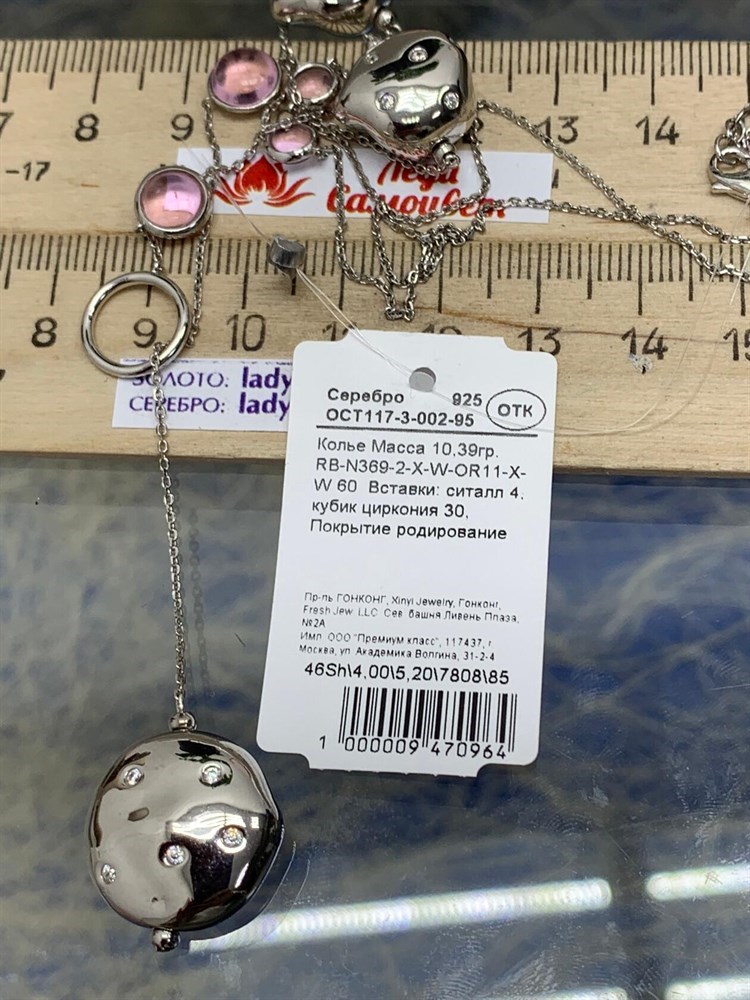 7 8 9 13 14
-17
Леди
Самоцвет
8 9 10 12 13 14 15
ЗОЛОТО: lady
СЕРЕБРО: lady
Серебро 925
ОСТ117-3-002-95
ОТК
Колье Масса 10,39гр.
RB-N369-2-X-W-OR11-X-
W 60 Вставки: ситалл 4,
кубик циркония 30,
Покрытие родирование
Пр-ль ГОНКОНГ, Xinyi Jewelry, Гонконг,
Fresh Jew. LLC Сев. башня Ливень Плаза,
№2A
Имп. ООО "Премиум класс", 117437, г.
Москва, ул. Академика Волгина, 31-2-4
46Sh\4,00\5,20\7808\85
1 000009 470964